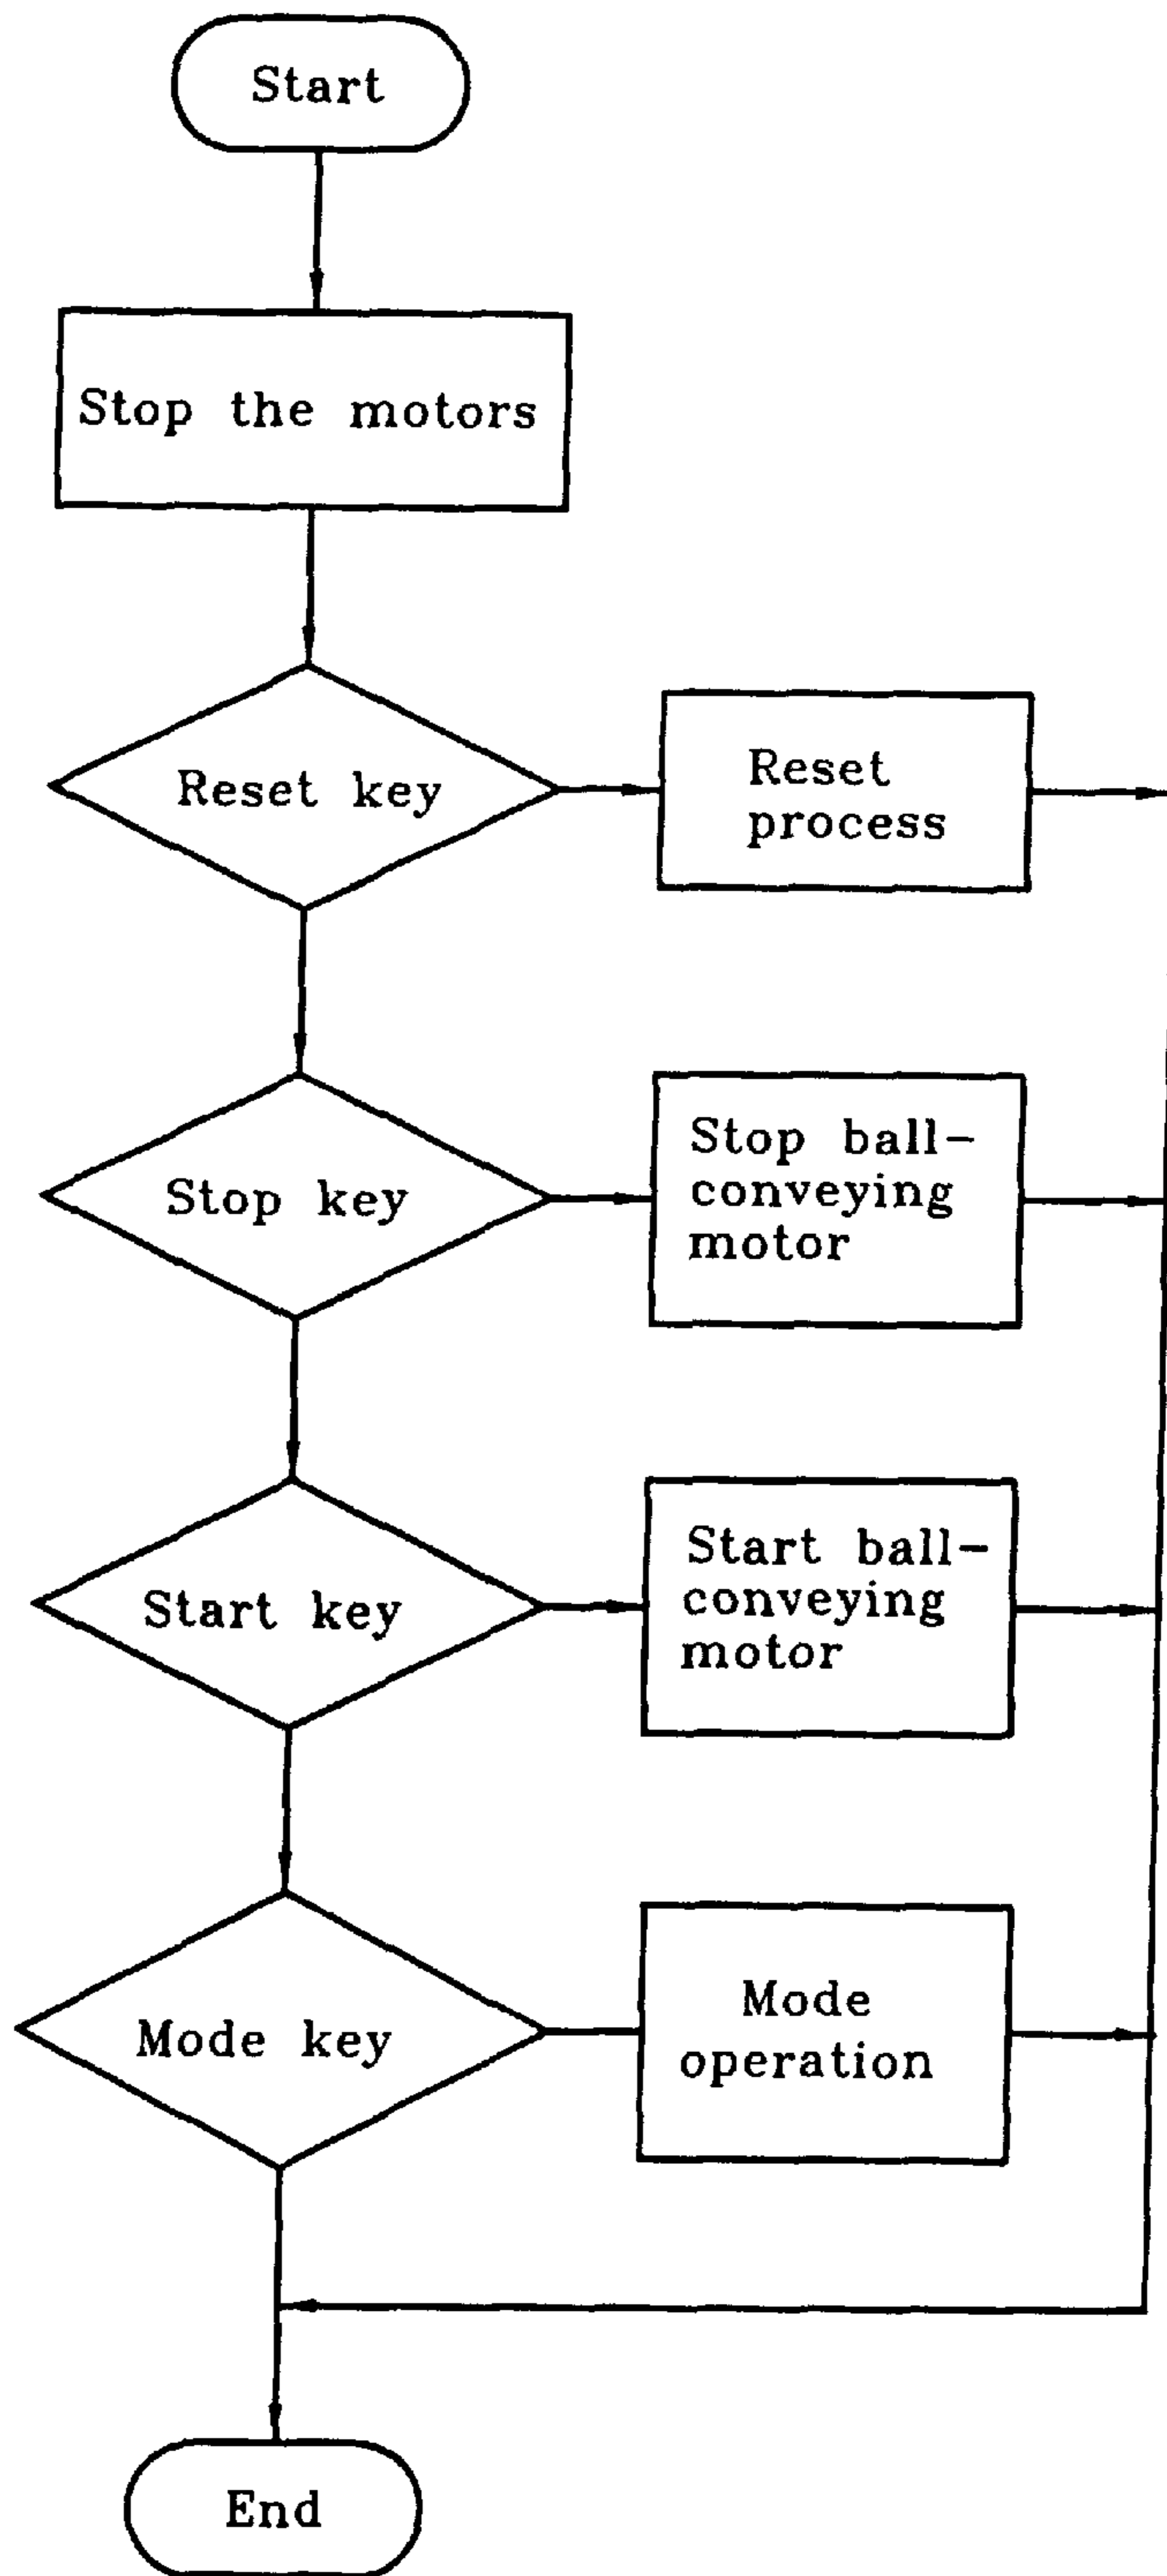 Start
Stop the motors
Reset key
Reset
process
Stop key
Stop ball-
conveying
motor
Start key
Start ball-
conveying
motor
Mode key
Mode
operation
End